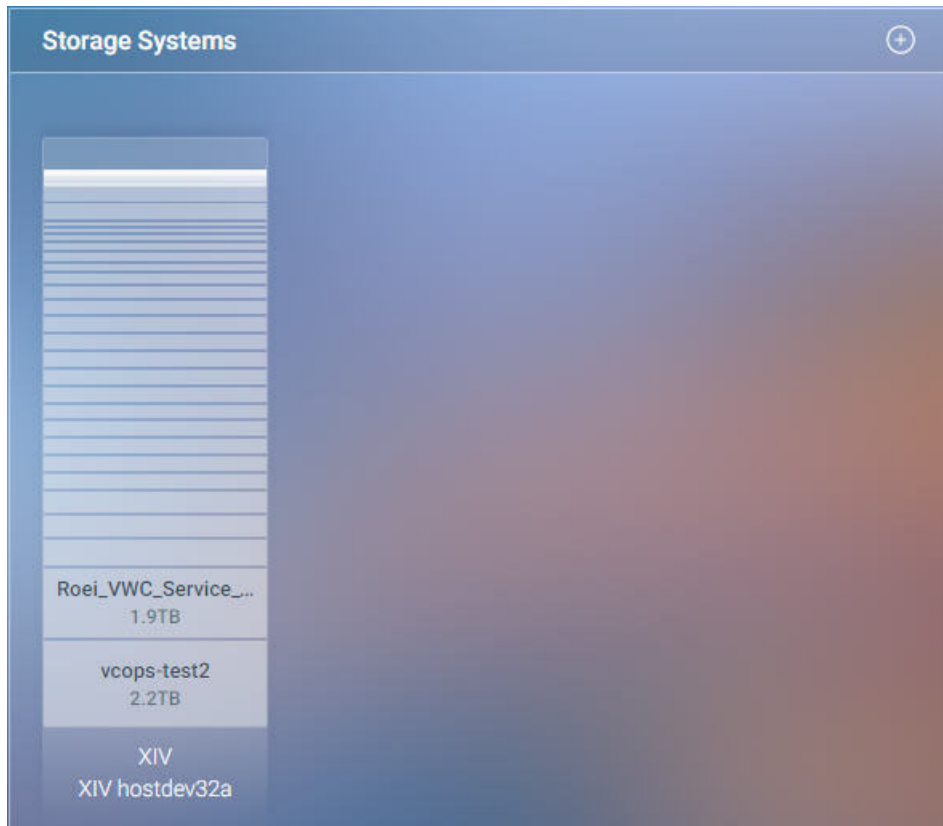 Storage Systems
Roei_VWC_Service_...
1.9TB
vcops-test2
2.2TB
XIV
XIV hostdev32a